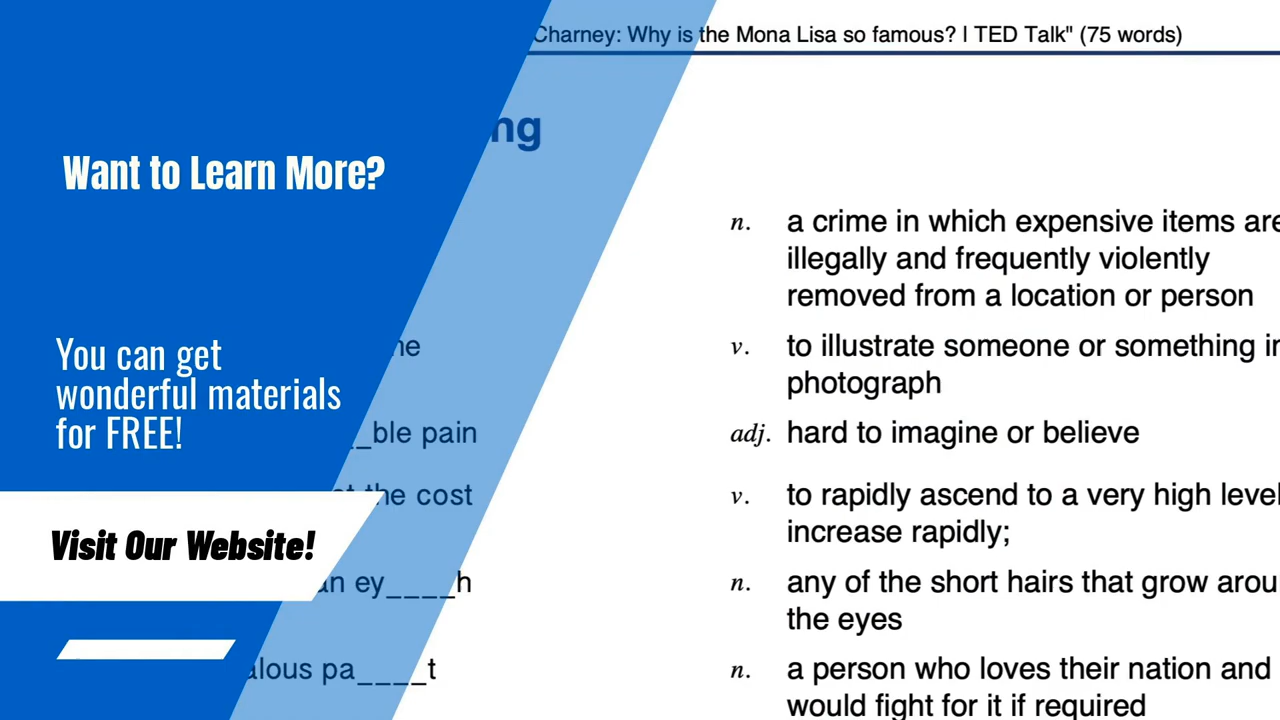 Charney: Why is the Mona Lisa so famous? | TED Talk" (75 words)
ng
Want to Learn More?
You can get
wonderful materials
for FREE!
Visit Our Website!
n. a crime in which expensive items are
illegally and frequently violently
removed from a location or person
ne
v. to illustrate someone or something in
photograph
_ble pain
adj. hard to imagine or believe
the cost
v. to rapidly ascend to a very high level
increase rapidly;
an ey____h
n. any of the short hairs that grow arou
the eyes
alous pa____t
n. a person who loves their nation and
would fight for it if required